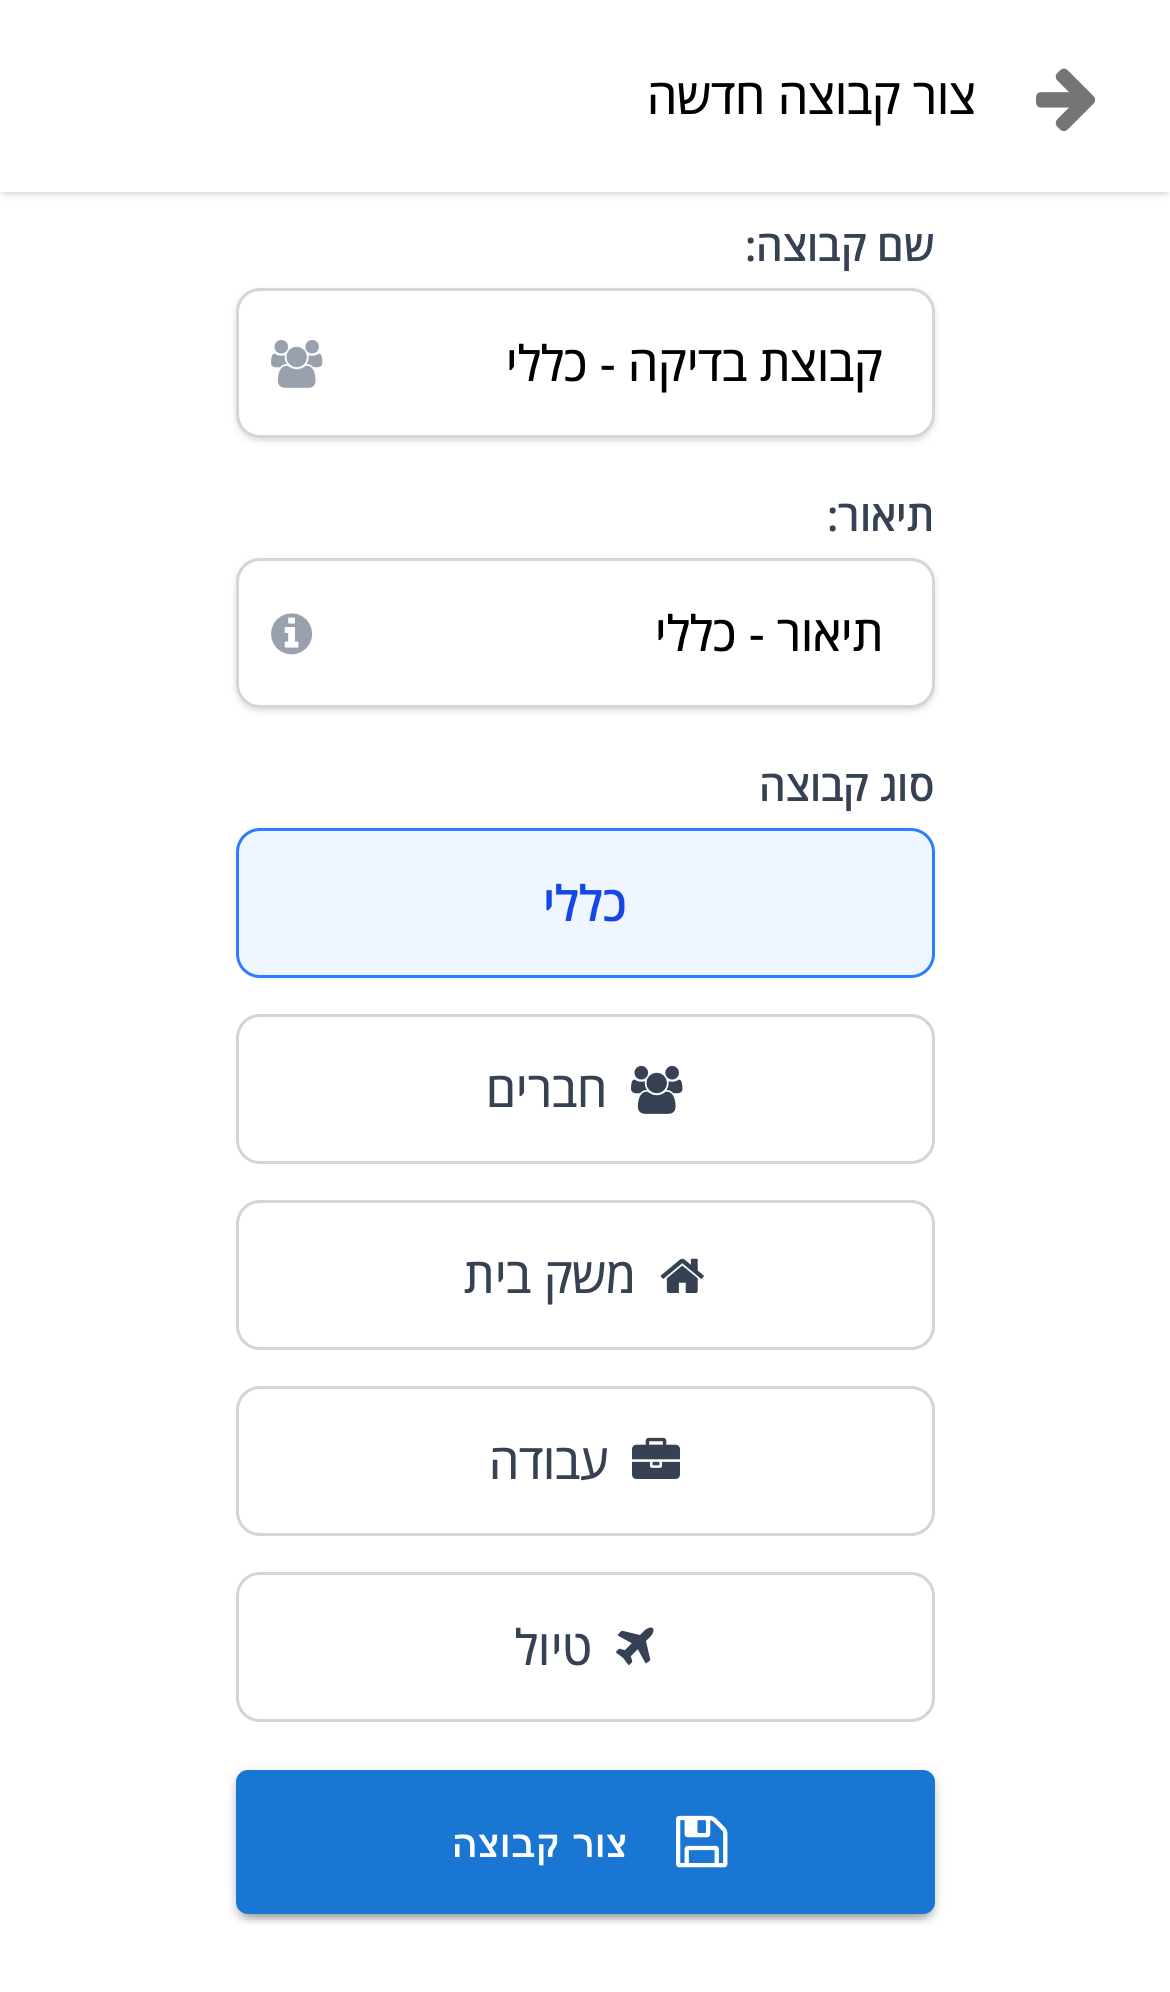 צור קבוצה חדשה
שם קבוצה:
קבוצת בדיקה - כללי
תיאור:
תיאור - כללי
סוג קבוצה
כללי
חברים
משק בית
עבודה
טיול
צור קבוצה